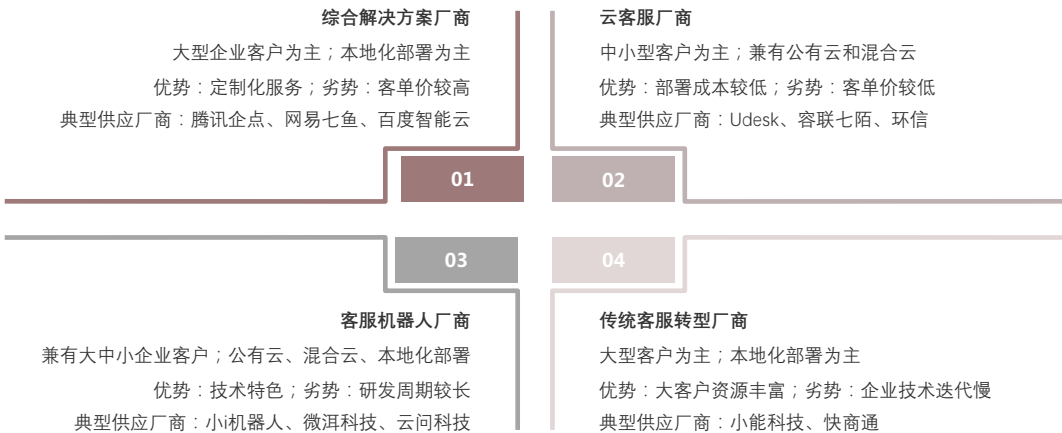 综合解决方案厂商
大型企业客户为主；本地化部署为主
优势：定制化服务；劣势：客单价较高
典型供应厂商：腾讯企点、网易七鱼、百度智能云
01
云客服厂商
中小型客户为主；兼有公有云和混合云
优势：部署成本较低；劣势：客单价较低
典型供应厂商：Udesk、容联七陌、环信
02
03
客服机器人厂商
兼有大中小企业客户；公有云、混合云、本地化部署
优势：技术特色；劣势：研发周期较长
典型供应厂商：小i机器人、微洱科技、云问科技
04
传统客服转型厂商
大型客户为主；本地化部署为主
优势：大客户资源丰富；劣势：企业技术迭代慢
典型供应厂商：小能科技、快商通